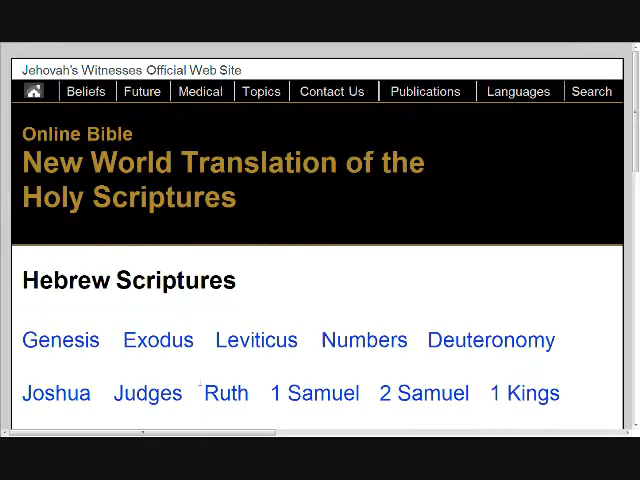 Jehovah's Witnesses Official Web Site
Beliefs Future Medical Topics Contact Us Publications Languages Search
Online Bible
New World Translation of the
Holy Scriptures
Hebrew Scriptures
Genesis Exodus Leviticus Numbers Deuteronomy
Joshua Judges Ruth 1 Samuel 2 Samuel 1 Kings